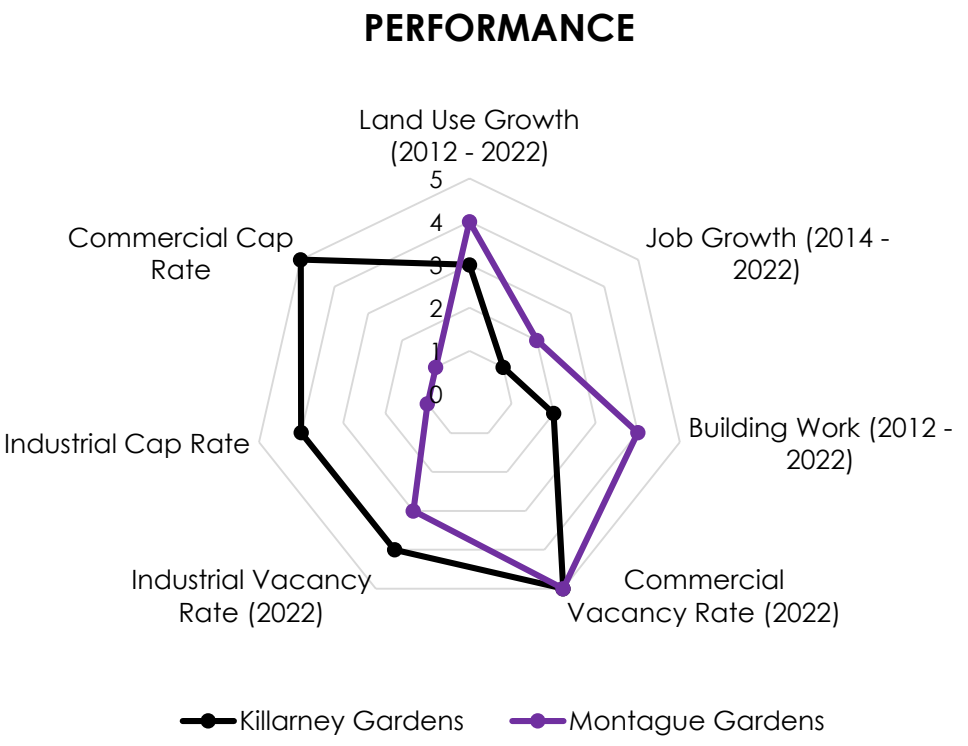 PERFORMANCE
Land Use Growth
(2012 - 2022)
5
4
3
2
1
0
Job Growth (2014 -
2022)
Building Work (2012 -
2022)
Commercial
Vacancy Rate (2022)
Industrial Vacancy
Rate (2022)
Industrial Cap Rate
Commercial Cap
Rate
Killarney Gardens
Montague Gardens